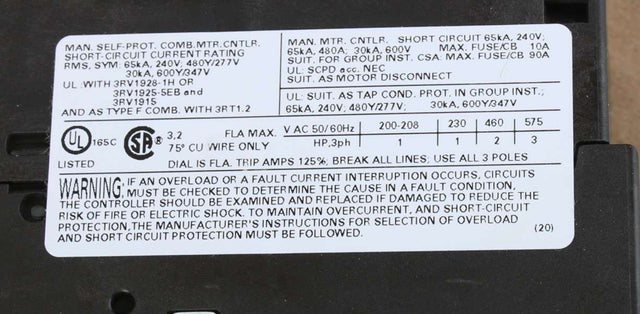 MAN. SELF-PROT. COMB.MTR.CNTLR.
SHORT-CIRCUIT CURRENT RATING
RMS, SYM. 65kA, 240V; 480Y/277V
30kA, 600Y/347V
UL :WITH 3RV1928-1H OR
3RV1925-5EB and
3RV1915
AND AS TYPE F COMB. WITH 3RT1.2
MAN. MTR. CNTLR. SHORT CIRCUIT 65kA, 240V;
65kA, 480A; 30kA, 600V MAX. FUSE/CB 10A
SUIT. FOR GROUP INST. CSA: MAX. FUSE/CB 90A
UL: SCPD acc. NEC
SUIT. AS MOTOR DISCONNECT
UL: SUIT. AS TAP COND. PROT. IN GROUP INST.;
65kA, 240V; 480Y/277V; 30kA, 600Y/347V
UL 165C
LISTED
SA ® 3,2 FLA MAX.
75° CU WIRE ONLY
V AC 50/60Hz 200-208 230 460 575
HP,3ph 1 1 2 3
DIAL IS FLA. TRIP AMPS 125%, BREAK ALL LINES, USE ALL 3 POLES
WARNING: IF AN OVERLOAD OR A FAULT CURRENT INTERRUPTION OCCURS, CIRCUITS
MUST BE CHECKED TO DETERMINE THE CAUSE IN A FAULT CONDITION,
THE CONTROLLER SHOULD BE EXAMINED AND REPLACED IF DAMAGED TO REDUCE THE
RISK OF FIRE OR ELECTRIC SHOCK. TO MAINTAIN OVERCURRENT, AND SHORT-CIRCUIT
PROTECTION,THE MANUFACTURER'S INSTRUCTIONS FOR SELECTION OF OVERLOAD
AND SHORT CIRCUIT PROTECTION MUST BE FOLLOWED. (20)